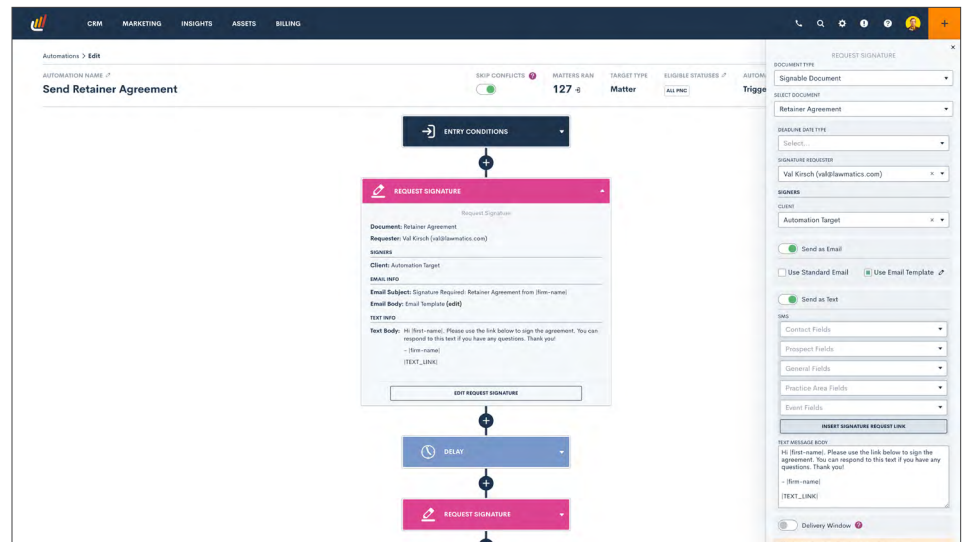 CRM MARKETING INSIGHTS ASSETS BILLING
Automations > Edit
AUTOMATION NAME
Send Retainer Agreement
SKIP CONFLICTS
MATTERS RAN
127
TARGET TYPE
Matter
ELIGIBLE STATUSES
ALL PNC
AUTOM
Trigge
ENTRY CONDITIONS
REQUEST SIGNATURE
Request Signature
Document: Retainer Agreement
Requester: Val Kirsch (val@lawmatics.com)
SIGNERS
Client: Automation Target
EMAIL INFO
Email Subject: Signature Required: Retainer Agreement from |firm-name|
Email Body: Email Template (edit)
TEXT INFO
Text Body: Hi |first-name|, Please use the link below to sign the agreement. You can
respond to this text if you have any questions. Thank you!
- |firm-name|
|TEXT_LINK|
EDIT REQUEST SIGNATURE
DELAY
REQUEST SIGNATURE
REQUEST SIGNATURE
DOCUMENT TYPE
Signable Document
SELECT DOCUMENT
Retainer Agreement
DEADLINE DATE TYPE
Select...
SIGNATURE REQUESTER
Val Kirsch (val@lawmatics.com)
SIGNERS
CLIENT
Automation Target
Send as Email
Use Standard Email
Use Email Template
Send as Text
SMS
Contact Fields
Prospect Fields
General Fields
Practice Area Fields
Event Fields
INSERT SIGNATURE REQUEST LINK
TEXT MESSAGE BODY
Hi |first-name|, Please use the link below to sign the
agreement. You can respond to this text if you have any
questions. Thank you!
- |firm-name|
|TEXT_LINK|
Delivery Window